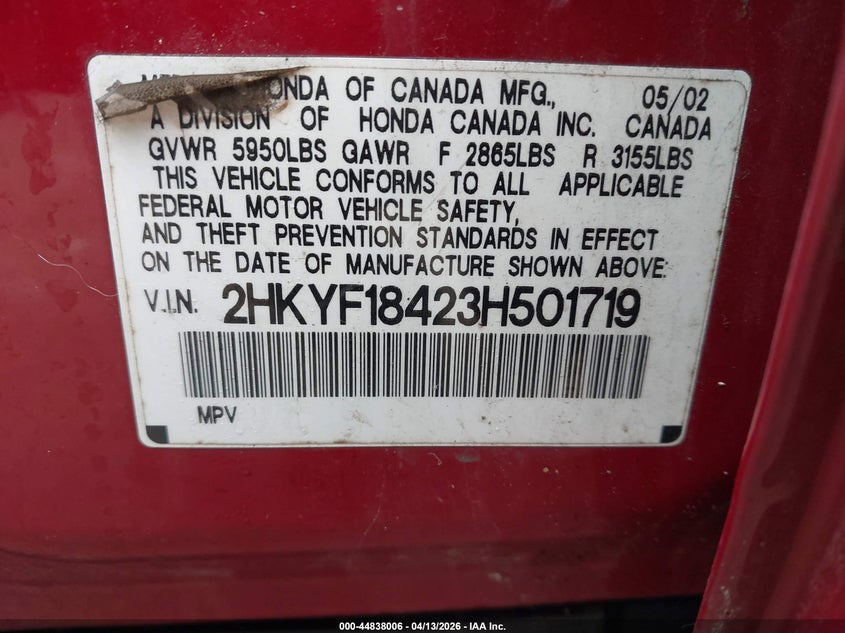 OF CANADA MFG., 05/02
A DIVISION OF HONDA CANADA INC. CANADA
GVWR 5950LBS GAWR F 2865LBS R 3155LBS
THIS VEHICLE CONFORMS TO ALL APPLICABLE
FEDERAL MOTOR VEHICLE SAFETY,
AND THEFT PREVENTION STANDARDS IN EFFECT
ON THE DATE OF MANUFACTURE SHOWN ABOVE:
V.I.N. 2HKYF18423H501719
MPV
000-44838006 - 04/13/2026 - IAA Inc.